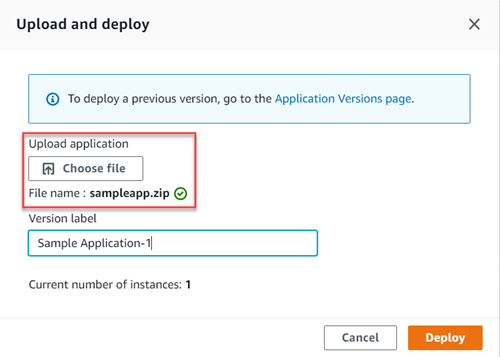 Upload and deploy
To deploy a previous version, go to the Application Versions page.
Upload application
Choose file
File name : sampleapp.zip
Version label
Sample Application-1
Current number of instances: 1
Cancel Deploy